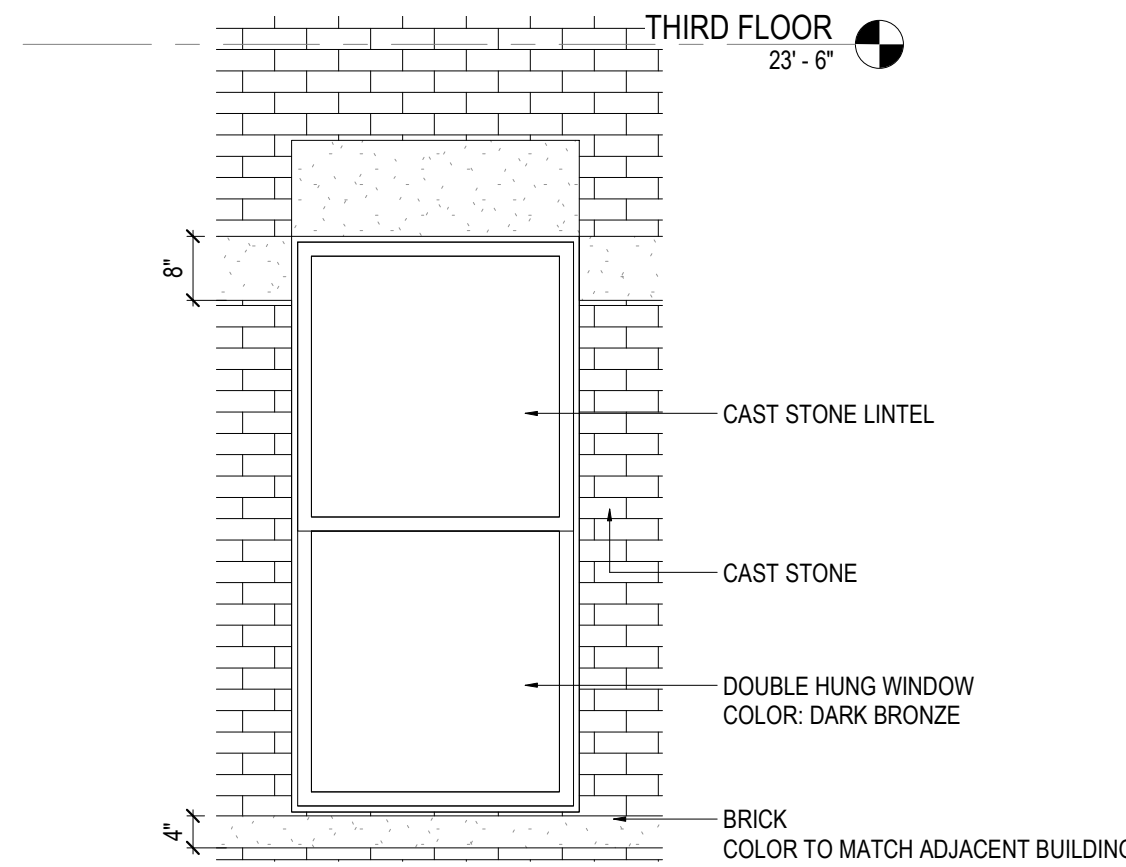 THIRD FLOOR
23' - 6"
8"
CAST STONE LINTEL
CAST STONE
DOUBLE HUNG WINDOW
COLOR: DARK BRONZE
4"
BRICK
COLOR TO MATCH ADJACENT BUILDING